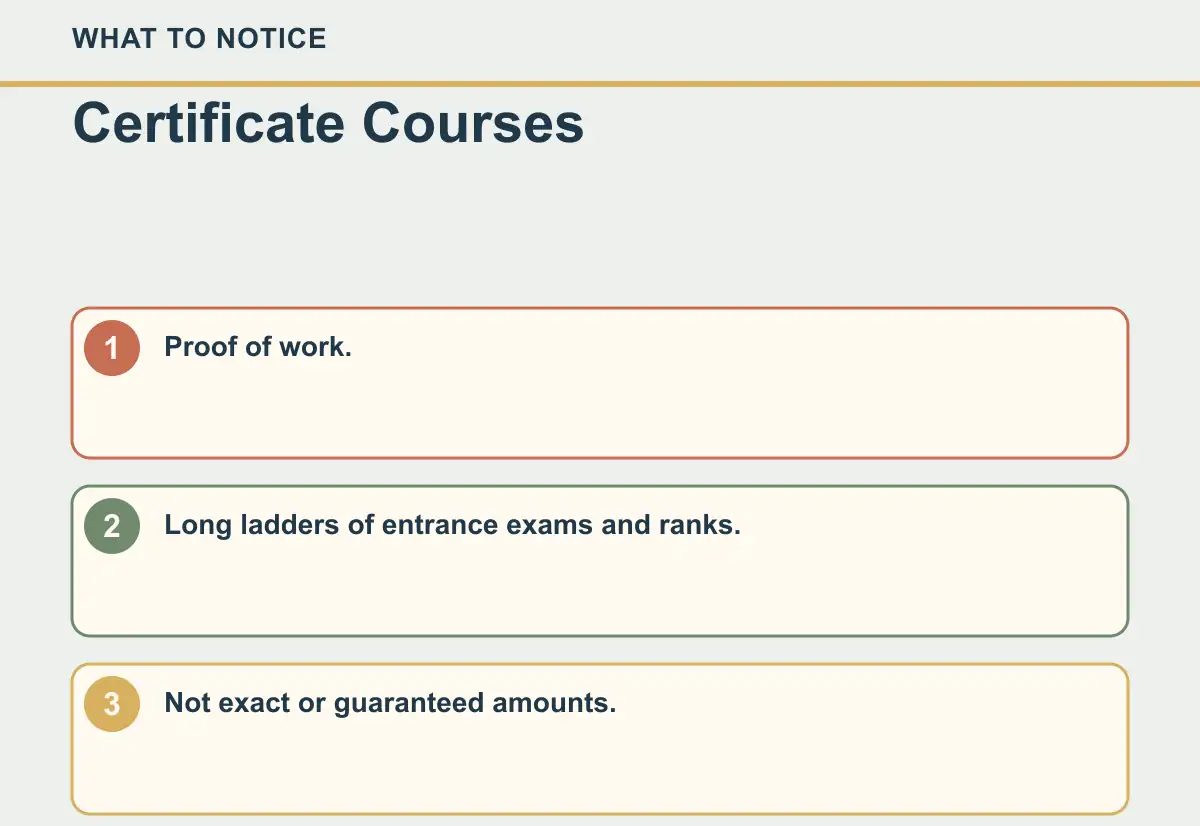 WHAT TO NOTICE
Certificate Courses
1 Proof of work.
2 Long ladders of entrance exams and ranks.
3 Not exact or guaranteed amounts.